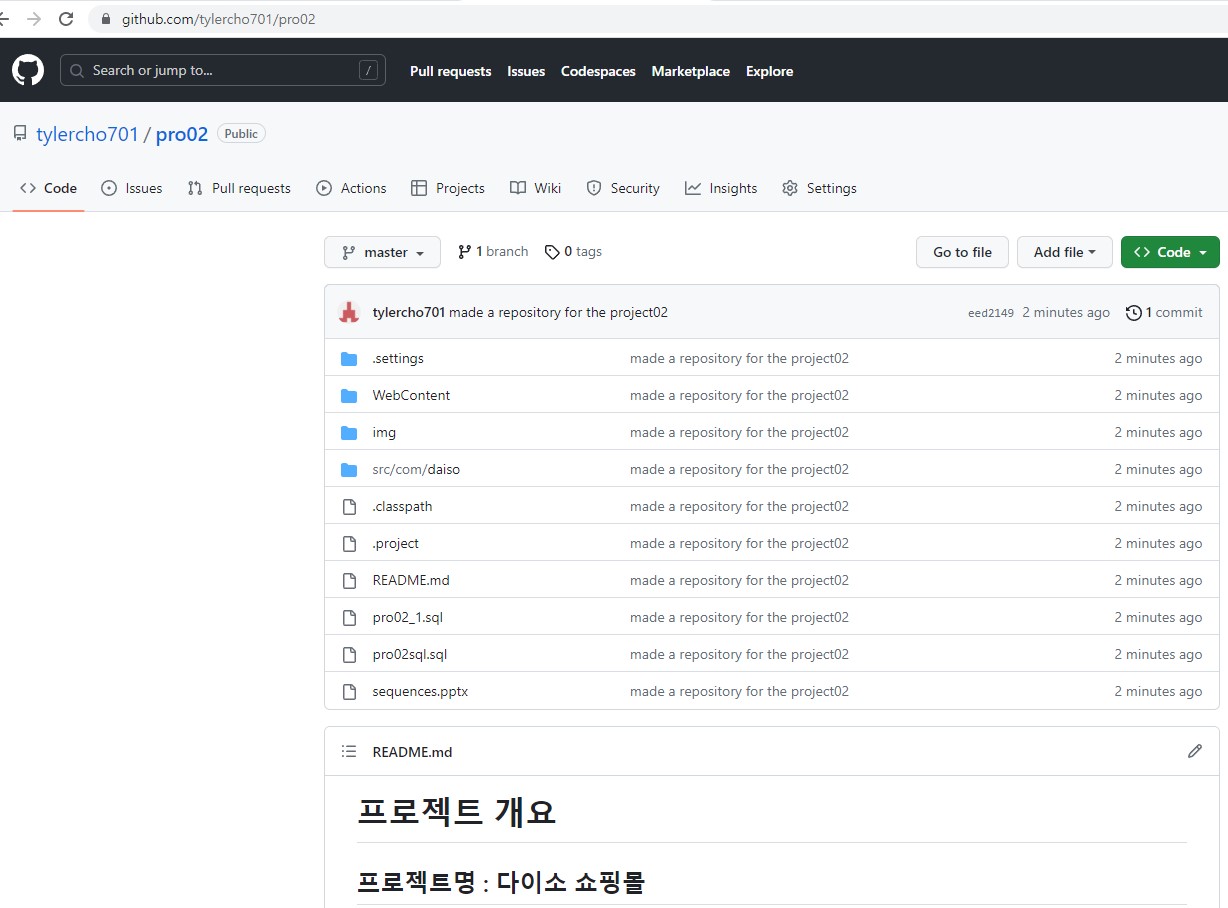 github.com/tylercho701/pro02
Search or jump to... /
Pull requests Issues Codespaces Marketplace Explore
tylercho701 / pro02 Public
<> Code Issues Pull requests Actions Projects Wiki Security Insights Settings
master 1 branch 0 tags Go to file Add file <> Code
tylercho701 made a repository for the project02 eed2149 2 minutes ago 1 commit
.settings made a repository for the project02 2 minutes ago
WebContent made a repository for the project02 2 minutes ago
img made a repository for the project02 2 minutes ago
src/com/daiso made a repository for the project02 2 minutes ago
.classpath made a repository for the project02 2 minutes ago
.project made a repository for the project02 2 minutes ago
README.md made a repository for the project02 2 minutes ago
pro02_1.sql made a repository for the project02 2 minutes ago
pro02sql.sql made a repository for the project02 2 minutes ago
sequences.pptx made a repository for the project02 2 minutes ago
README.md
프로젝트 개요
프로젝트명 : 다이소 쇼핑몰